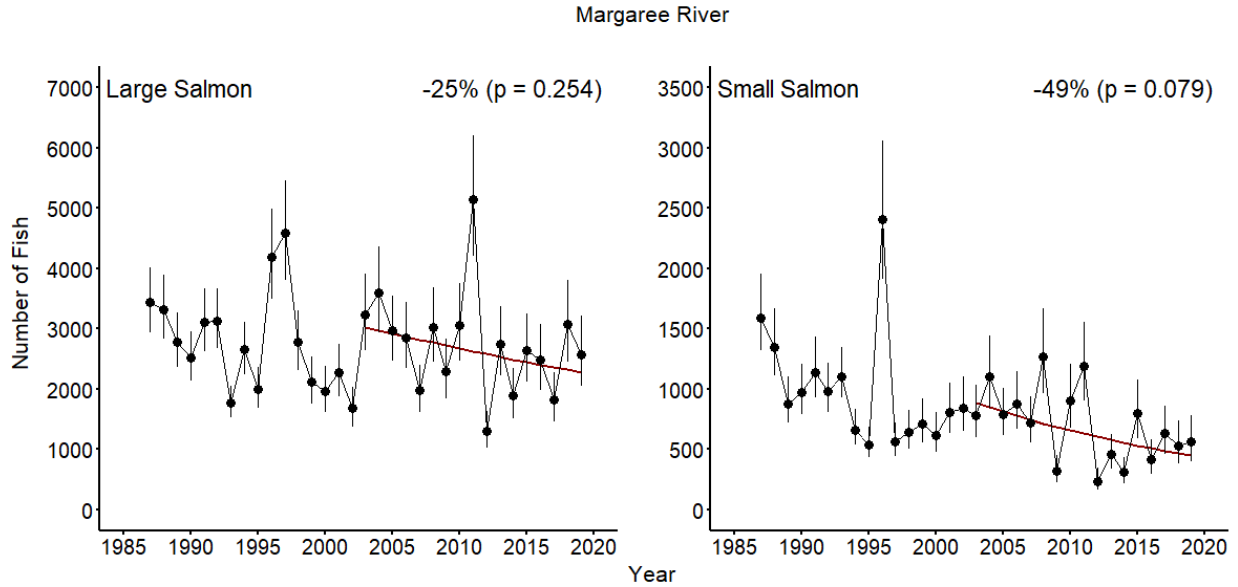 Margaree River
Number of Fish
Large Salmon -25% (p = 0.254)
7000
6000
5000
4000
3000
2000
1000
0
1985 1990 1995 2000 2005 2010 2015 2020
Small Salmon -49% (p = 0.079)
3500
3000
2500
2000
1500
1000
500
0
1985 1990 1995 2000 2005 2010 2015 2020
Year